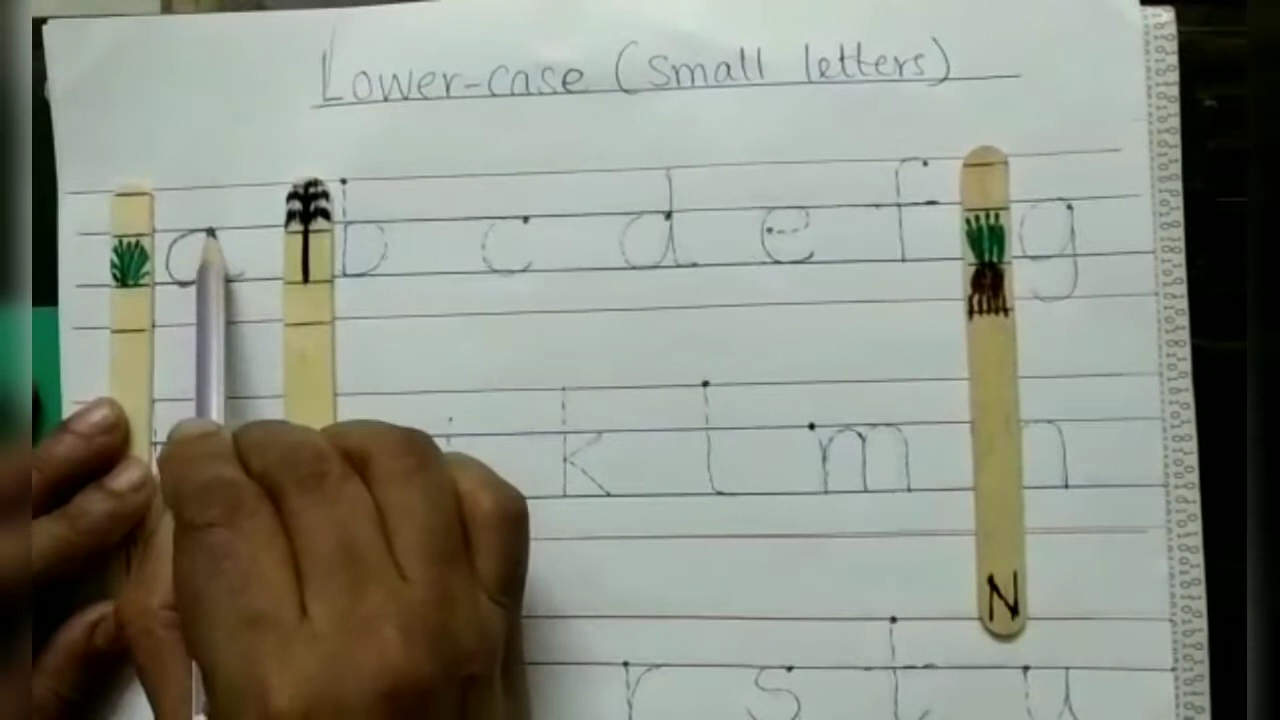 Lower-case (small letters)
a b c d e f g
k l m n
N
r s t u